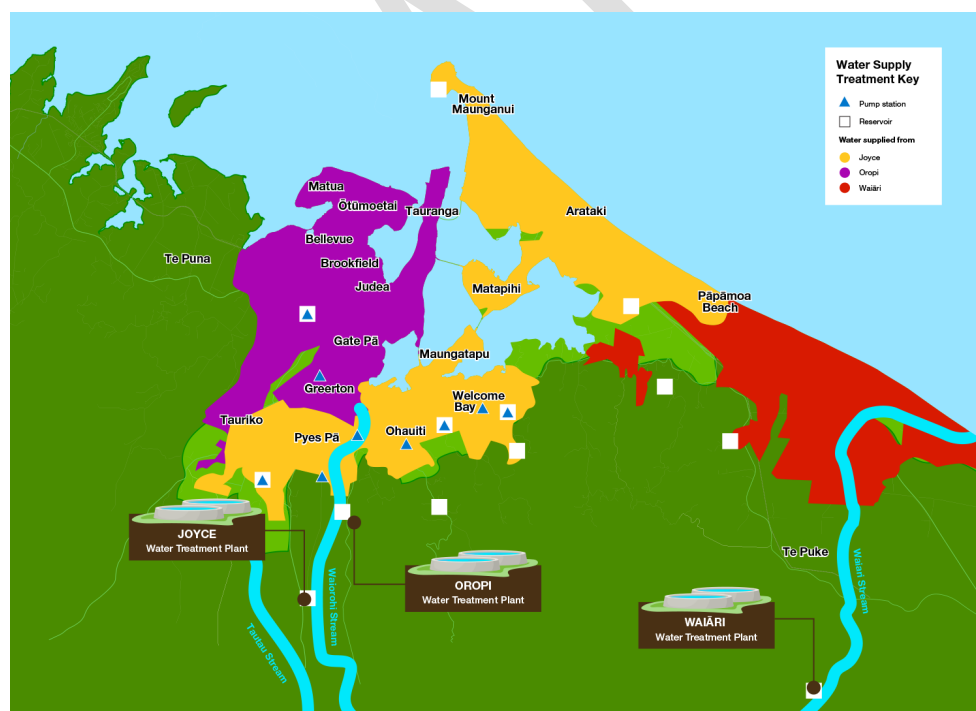 Water Supply
Treatment Key
Pump station
Reservoir
Water supplied from
Joyce
Oropi
Waiāri
Mount
Maunganui
Matua
Ōtūmoetai
Tauranga
Arataki
Bellevue
Te Puna
Brookfield
Judea
Matapihi
Pāpāmoa
Beach
Gate Pā
Maungatapu
Greerton
Welcome
Bay
Tauriko
Pyes Pā
Ohauiti
JOYCE
Water Treatment Plant
OROPI
Water Treatment Plant
Te Puke
WAIĀRI
Water Treatment Plant
Tautau Stream
Waiorohi Stream
Waiari Stream